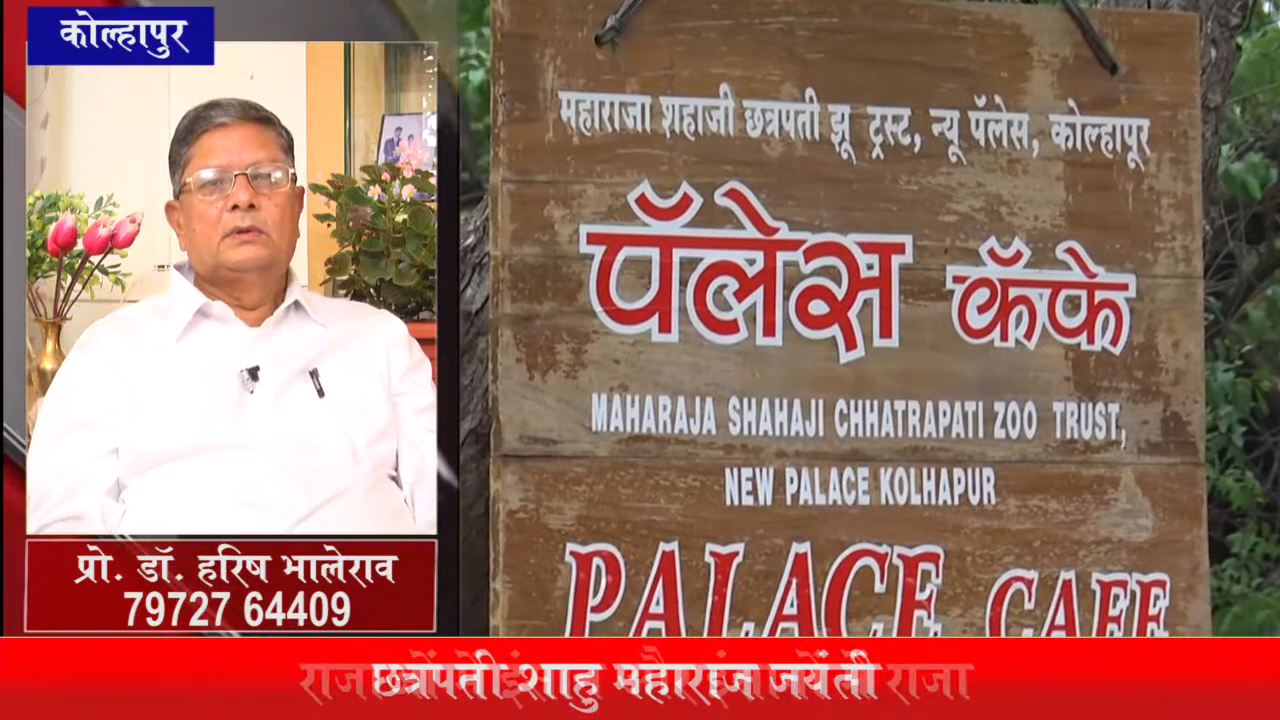 कोल्हापुर
महाराजा शहाजी छत्रपती झू ट्रस्ट, न्यू पॅलेस, कोल्हापूर
पॅलेस कॅफे
MAHARAJA SHAHAJI CHHATRAPATI ZOO TRUST,
NEW PALACE KOLHAPUR
PALACE CAFE
प्रो. डॉ. हरिष भालेराव
79727 64409
छत्रपती शाहु महाराज जयंती